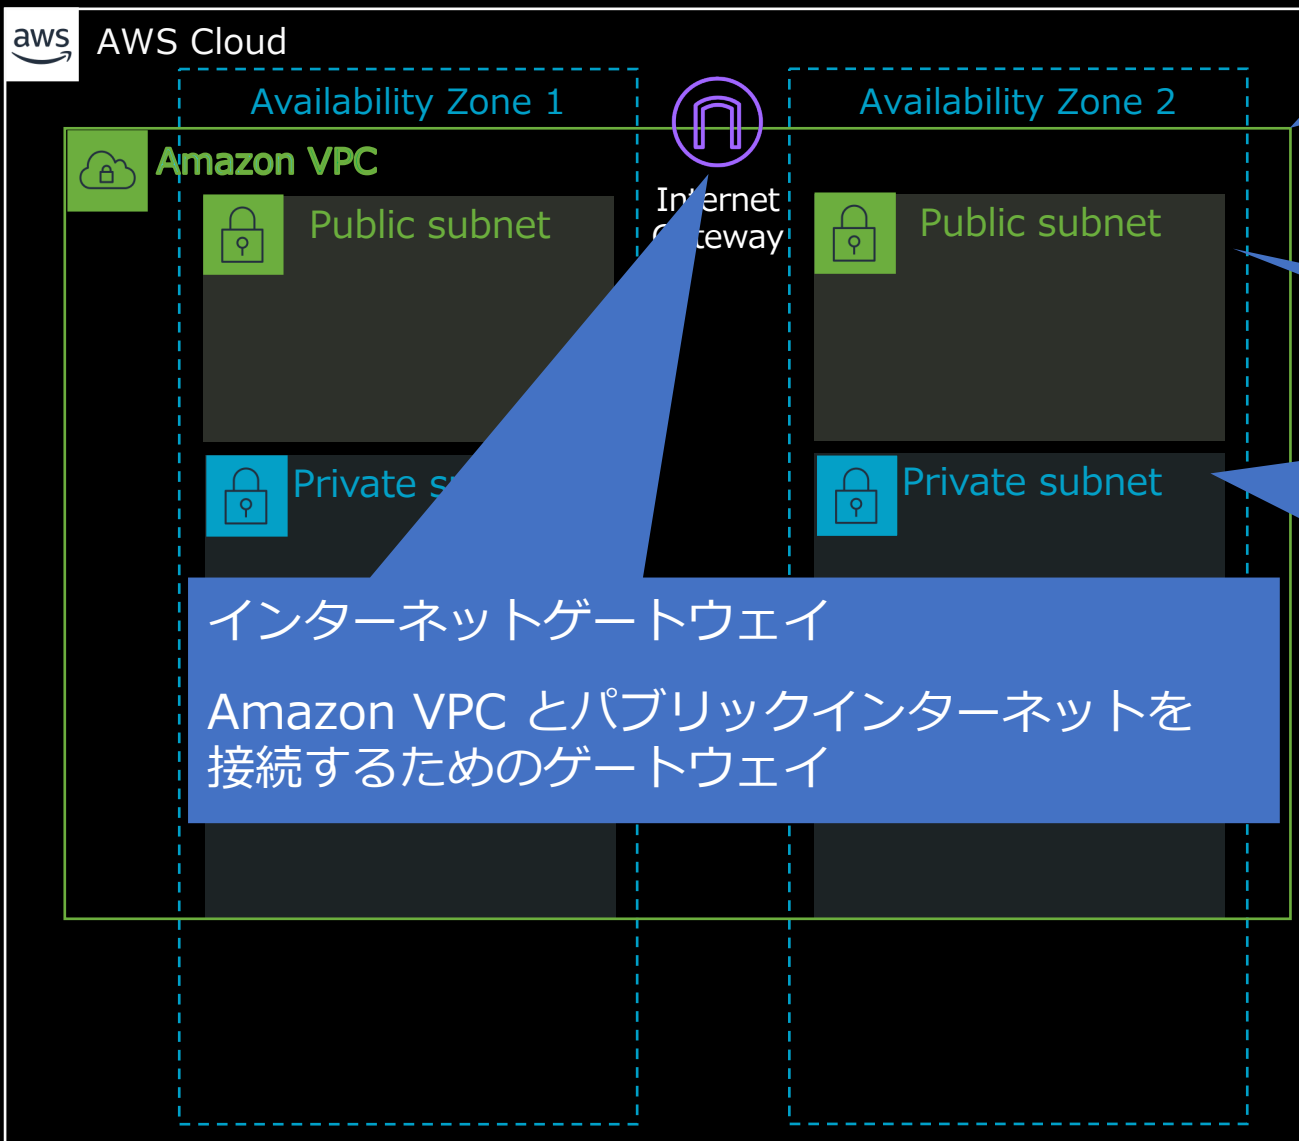 aws
AWS Cloud
Availability Zone 1
Availability Zone 2
Amazon VPC
Internet
Gateway
Public subnet
Public subnet
Private
Private subnet
インターネットゲートウェイ
Amazon VPC とパブリックインターネットを
接続するためのゲートウェイ